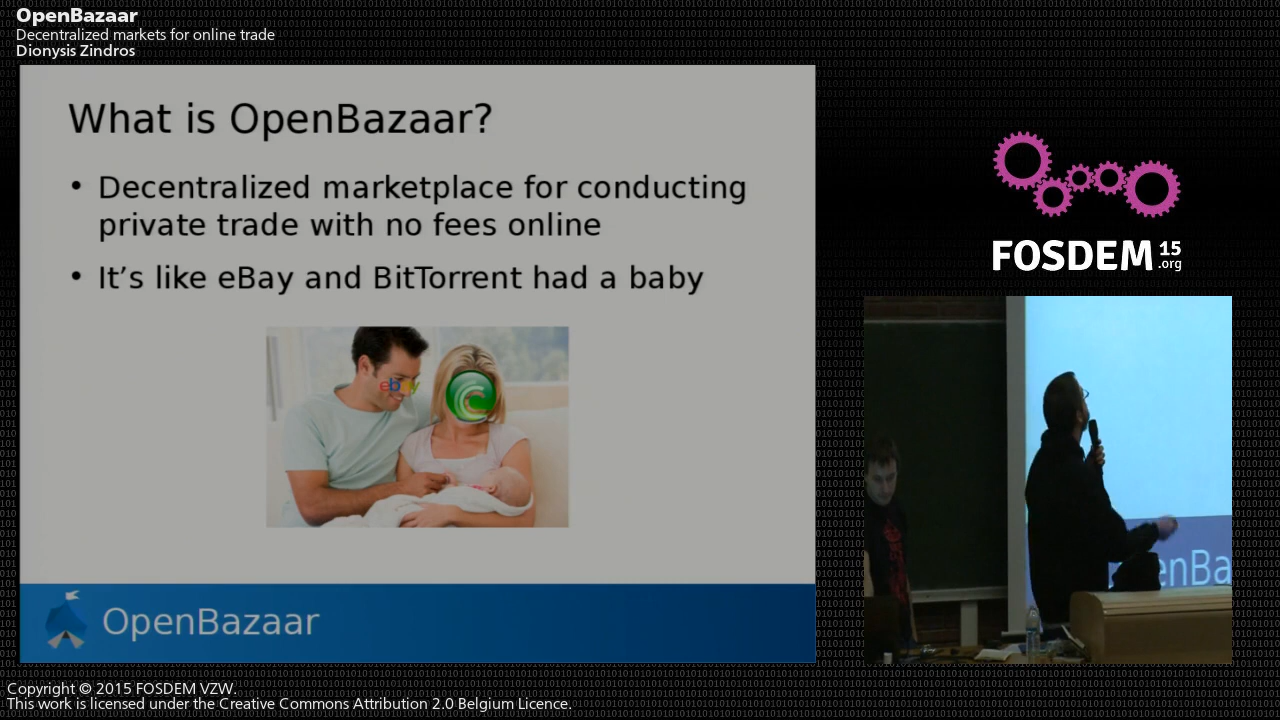 OpenBazaar
Decentralized markets for online trade
Dionysis Zindros
What is OpenBazaar?
• Decentralized marketplace for conducting
private trade with no fees online
• It’s like eBay and BitTorrent had a baby
ebay
OpenBazaar
FOSDEM 15
.org
enBa
Copyright © 2015 FOSDEM VZW.
This work is licensed under the Creative Commons Attribution 2.0 Belgium Licence.